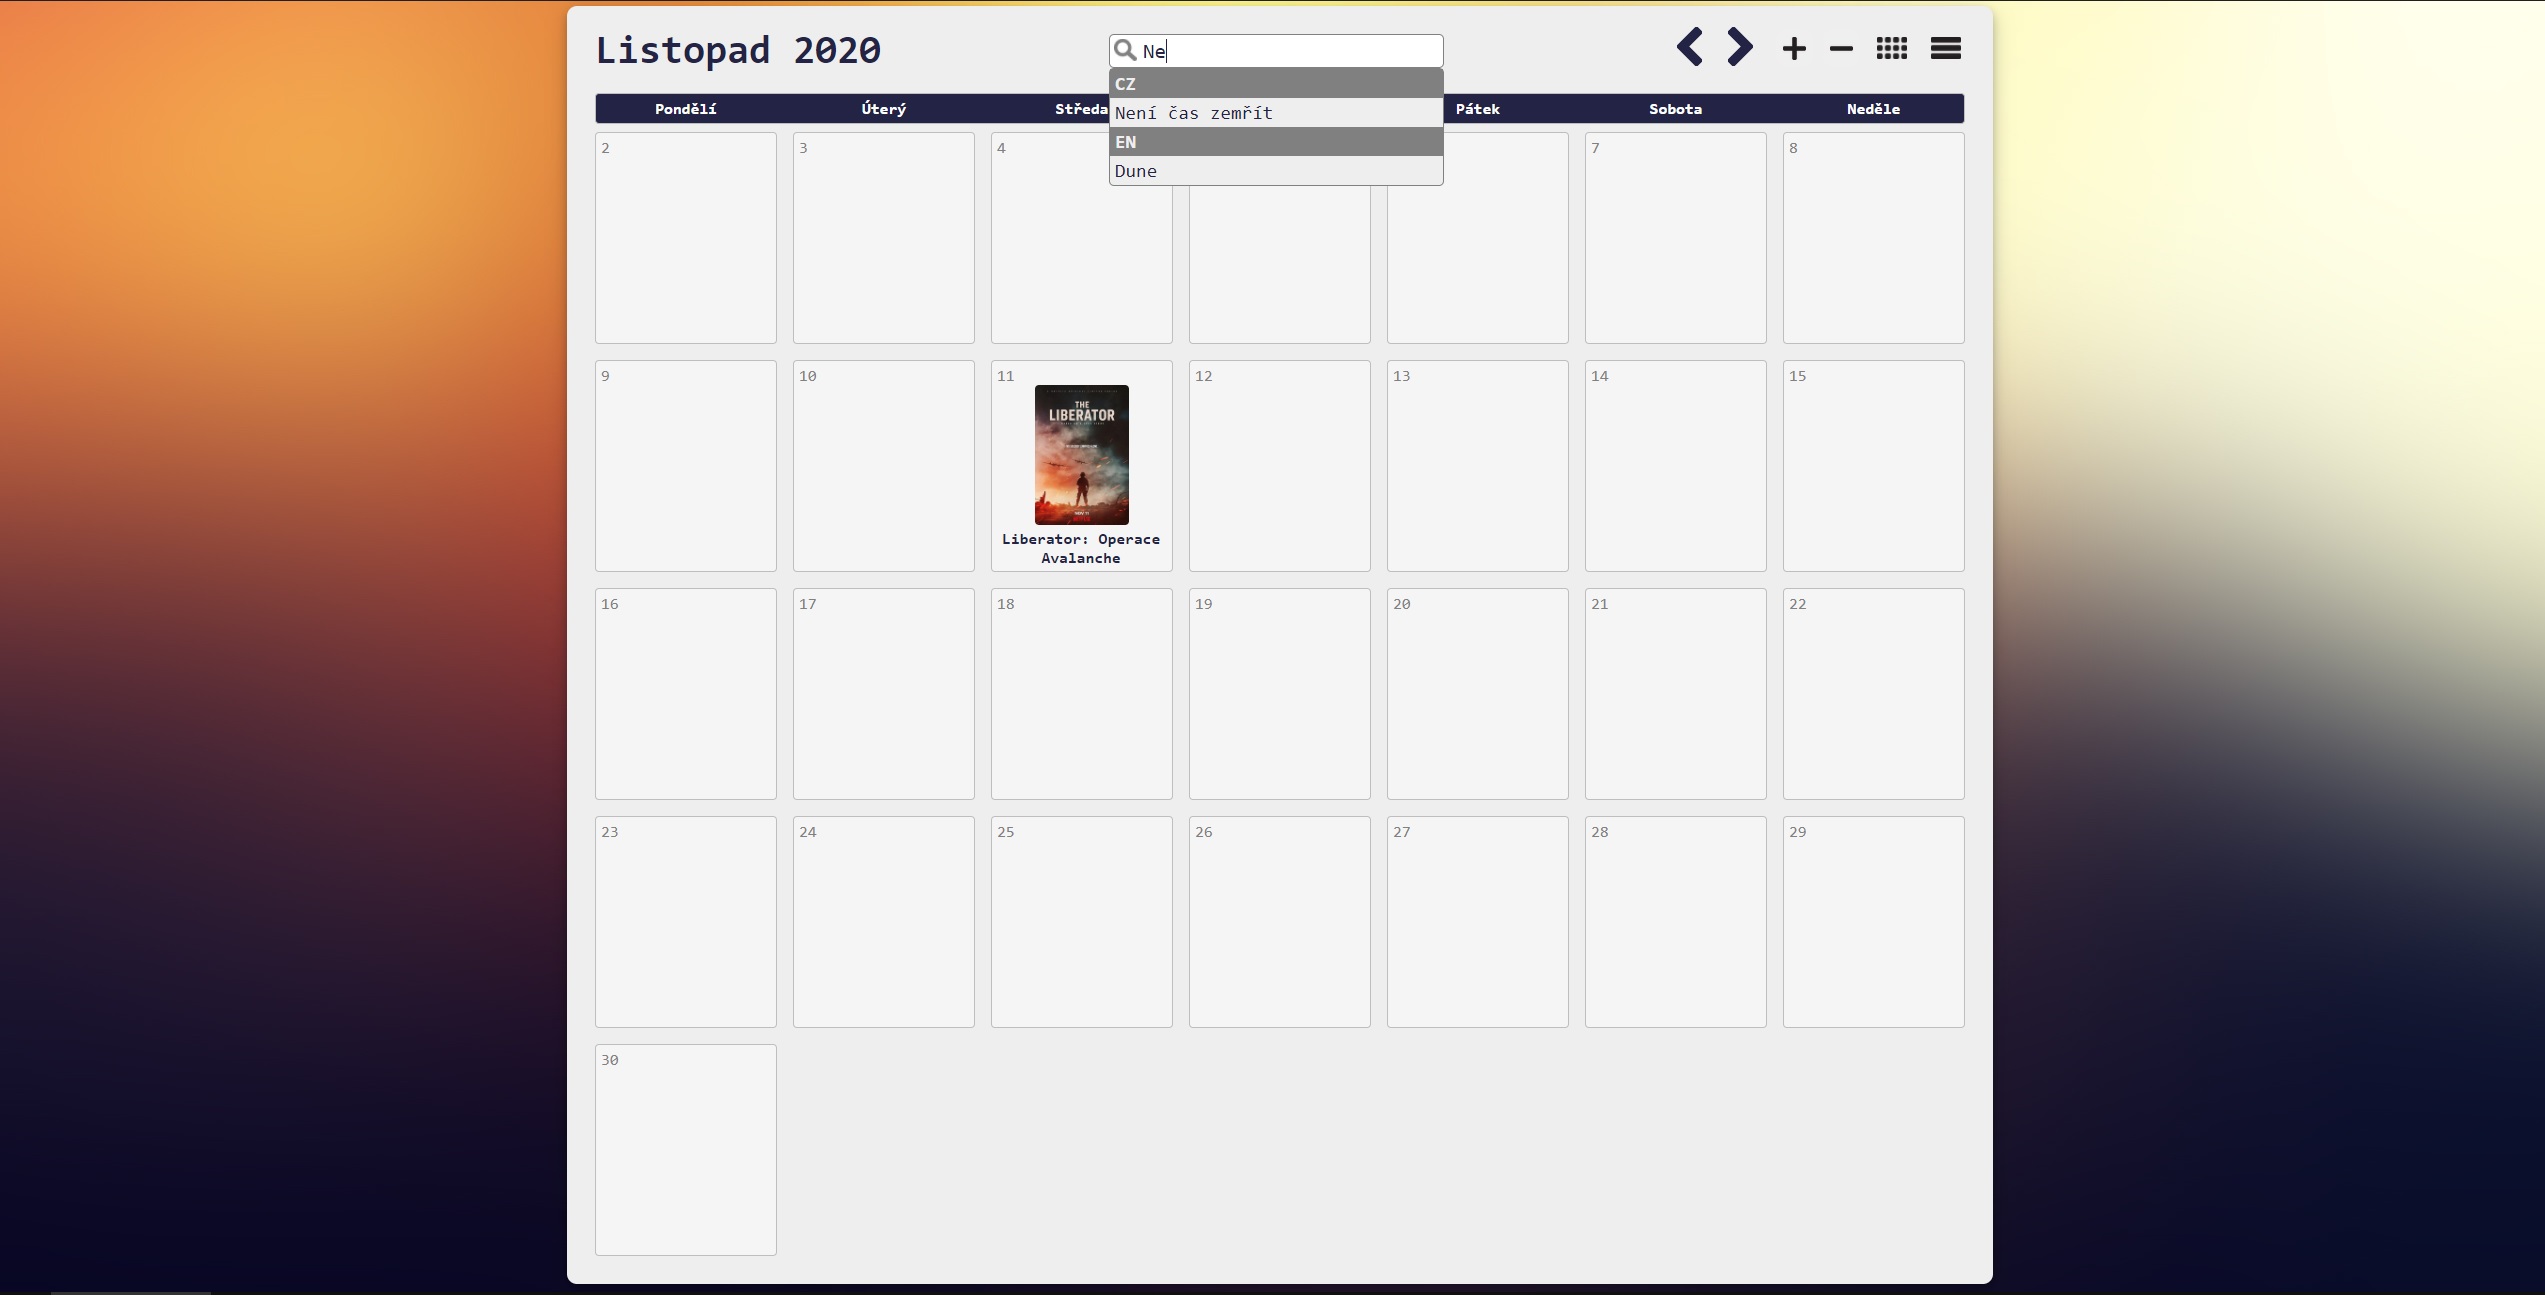 Listopad 2020
Ne
CZ
Není čas zemřít
EN
Dune
Pondělí
Úterý
Středa
Pátek
Sobota
Neděle
2
3
4
7
8
9
10
11
THE
LIBERATOR
NOV 11
Liberator: Operace
Avalanche
12
13
14
15
16
17
18
19
20
21
22
23
24
25
26
27
28
29
30